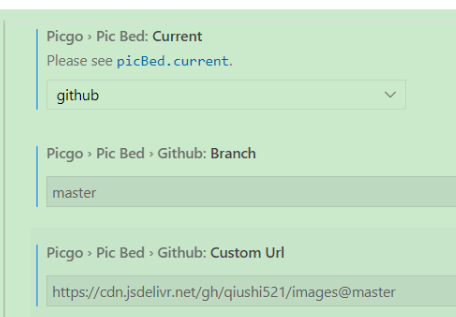 Picgo › Pic Bed: Current
Please see picBed.current.
github
Picgo › Pic Bed › Github: Branch
master
Picgo › Pic Bed › Github: Custom Url
https://cdn.jsdelivr.net/gh/qiushi521/images@master